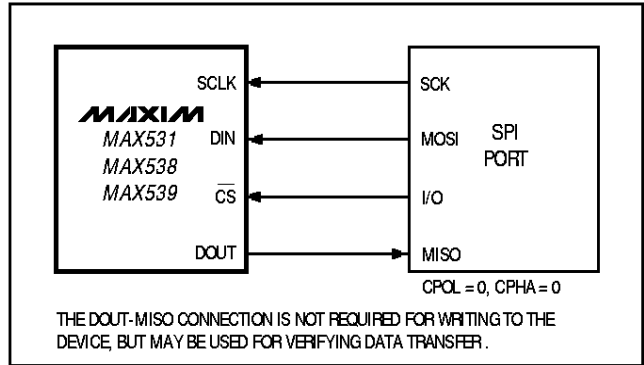 SCLK SCK
MAXIM
MAX531 DIN MOSI SPI
MAX538 PORT
MAX539 C̅S̅ I/O
DOUT MISO
CPOL = 0, CPHA = 0
THE DOUT-MISO CONNECTION IS NOT REQUIRED FOR WRITING TO THE
DEVICE, BUT MAY BE USED FOR VERIFYING DATA TRANSFER .